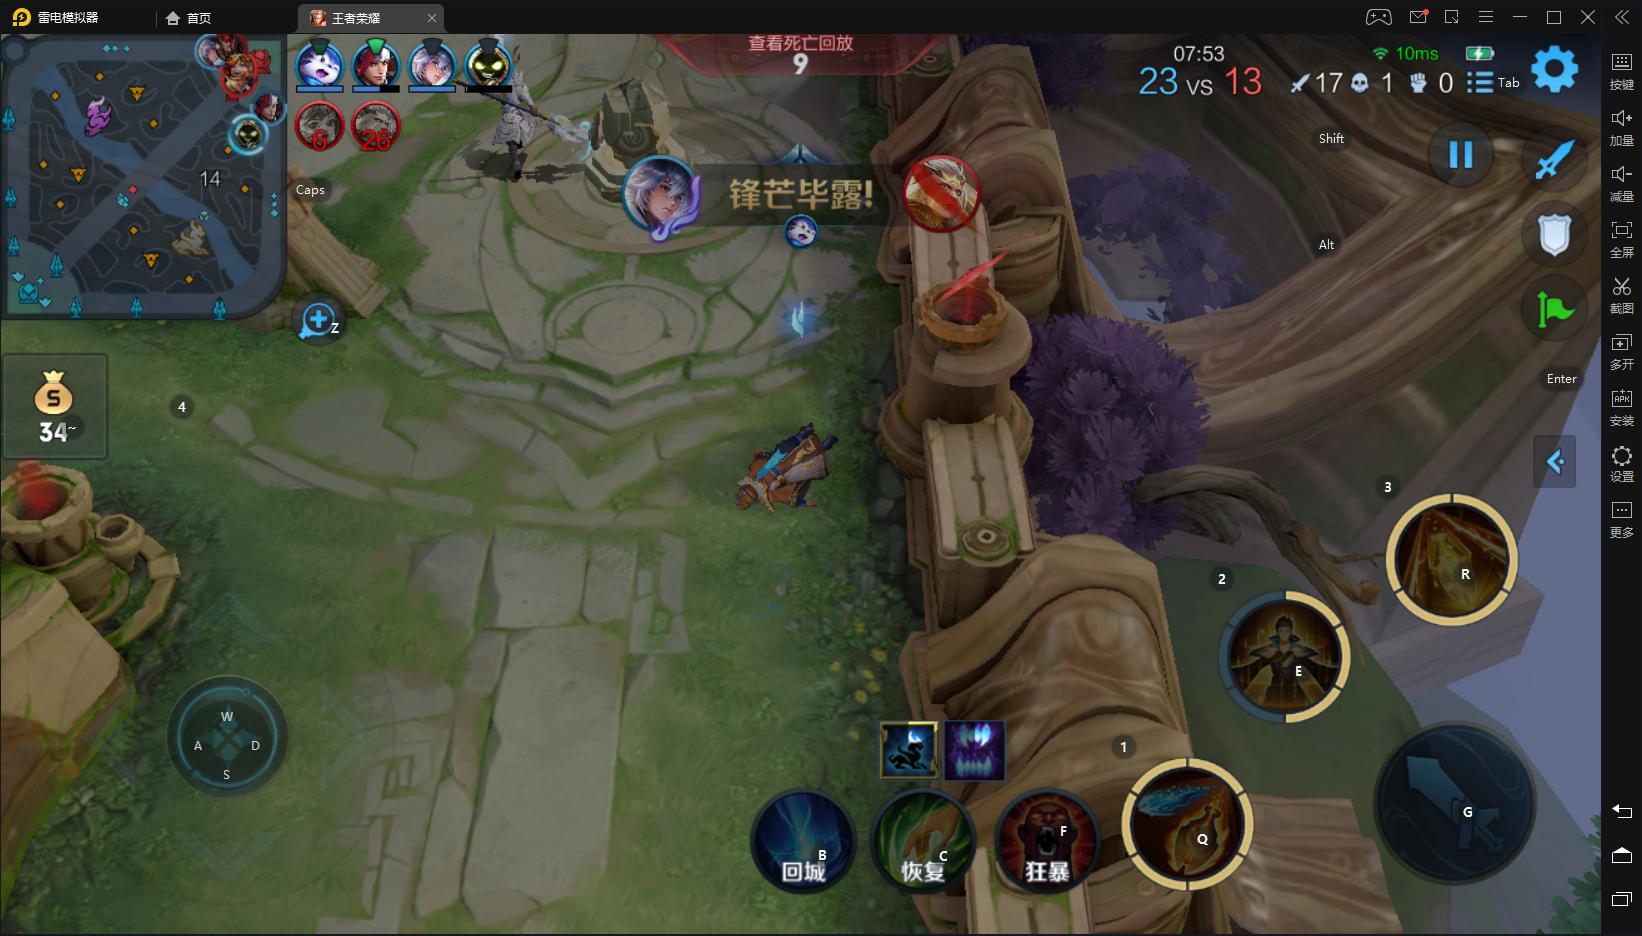 雷电模拟器
首页
王者荣耀
查看死亡回放
9
07:53
10ms
23 vs 13
17
1
0
Tab
按键
加量
减量
全屏
截图
多开
安装
设置
更多
APK
6
26
14
Caps
Shift
Alt
锋芒毕露!
Z
Enter
S
34~
4
3
R
2
E
W
A
D
S
1
Q
G
B
回城
C
恢复
F
狂暴